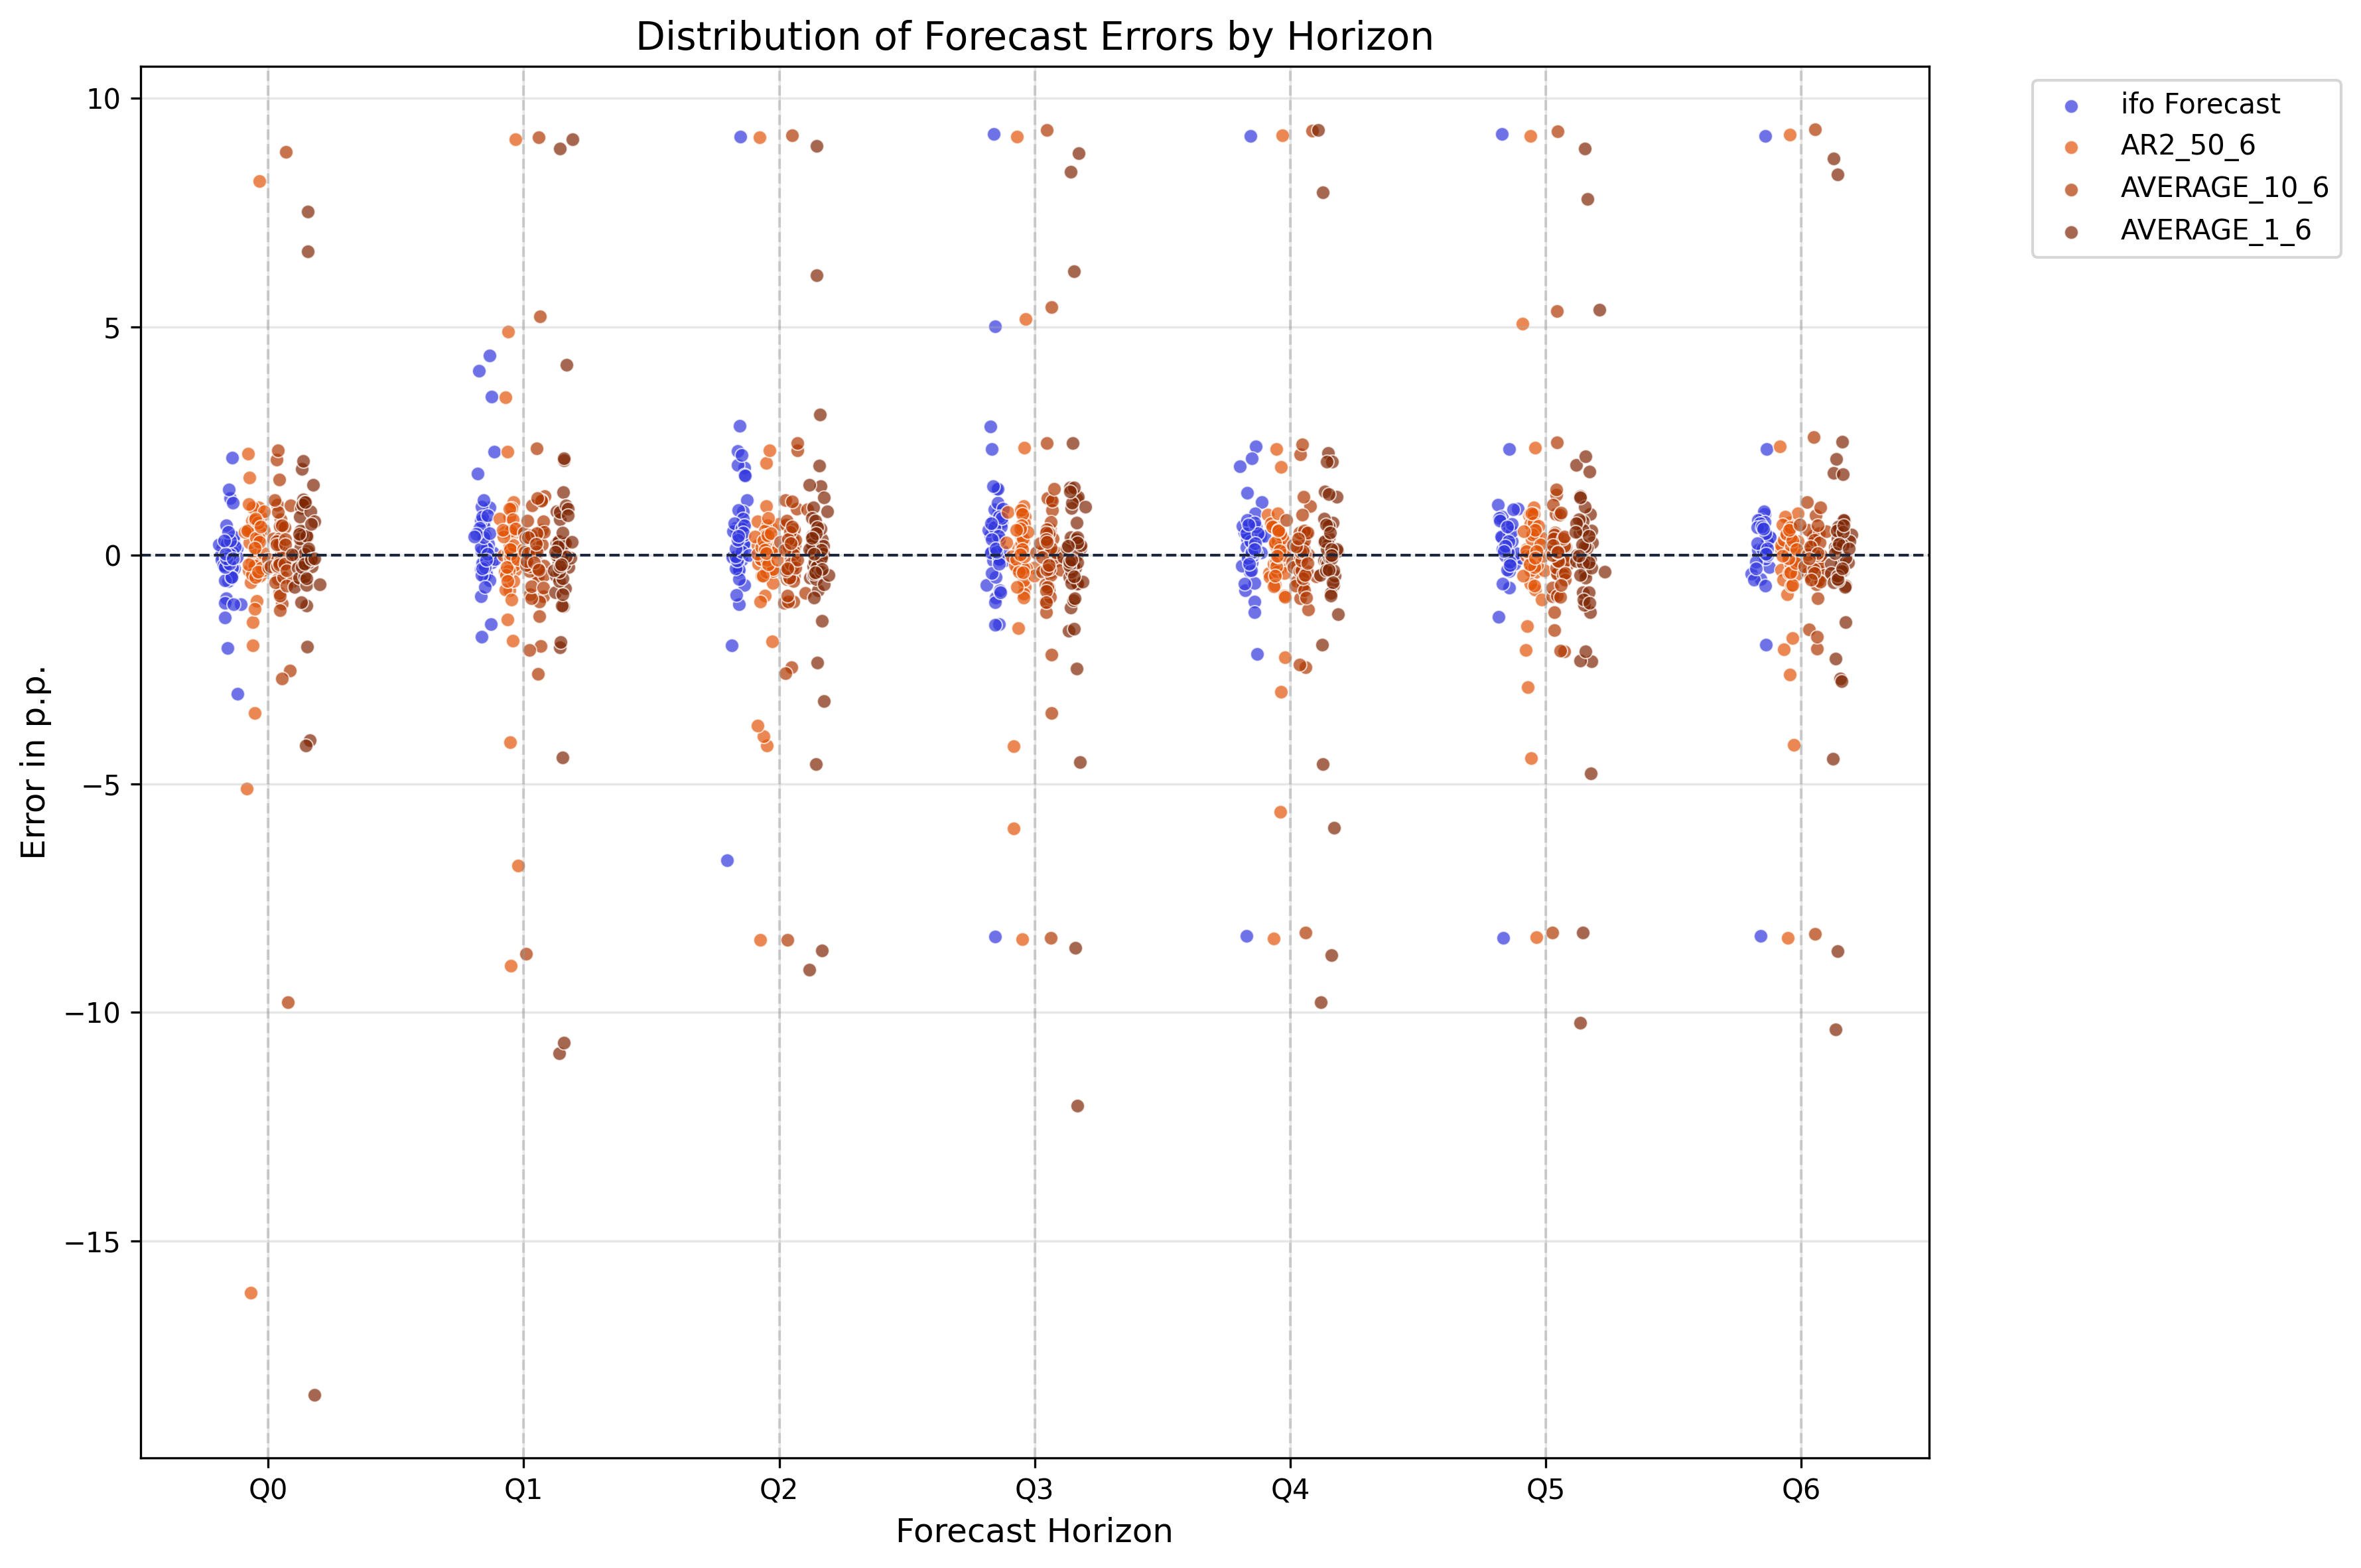 Distribution of Forecast Errors by Horizon
ifo Forecast
AR2_50_6
AVERAGE_10_6
AVERAGE_1_6
Error in p.p.
10
5
0
−5
−10
−15
Q0 Q1 Q2 Q3 Q4 Q5 Q6
Forecast Horizon